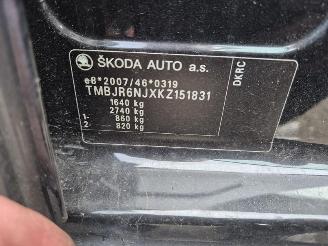 ŠKODA AUTO a.s.
e8*2007/46*0319
TMBJR6NJXKZ151831
1640 kg
2740 kg
1- 860 kg
2- 820 kg
DKRC